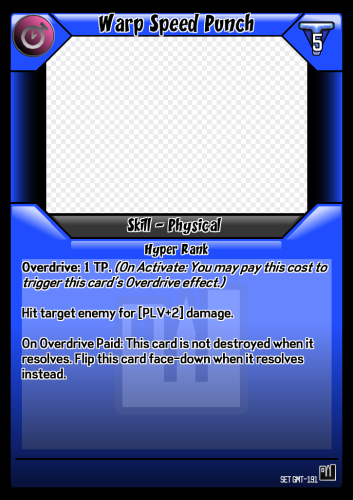 Warp Speed Punch
5
Skill - Physical
Hyper Rank
Overdrive: 1 TP. (On Activate: You may pay this cost to
trigger this card's Overdrive effect.)
Hit target enemy for [PLV+2] damage.
On Overdrive Paid: This card is not destroyed when it
resolves. Flip this card face-down when it resolves
instead.
SET GMT-191